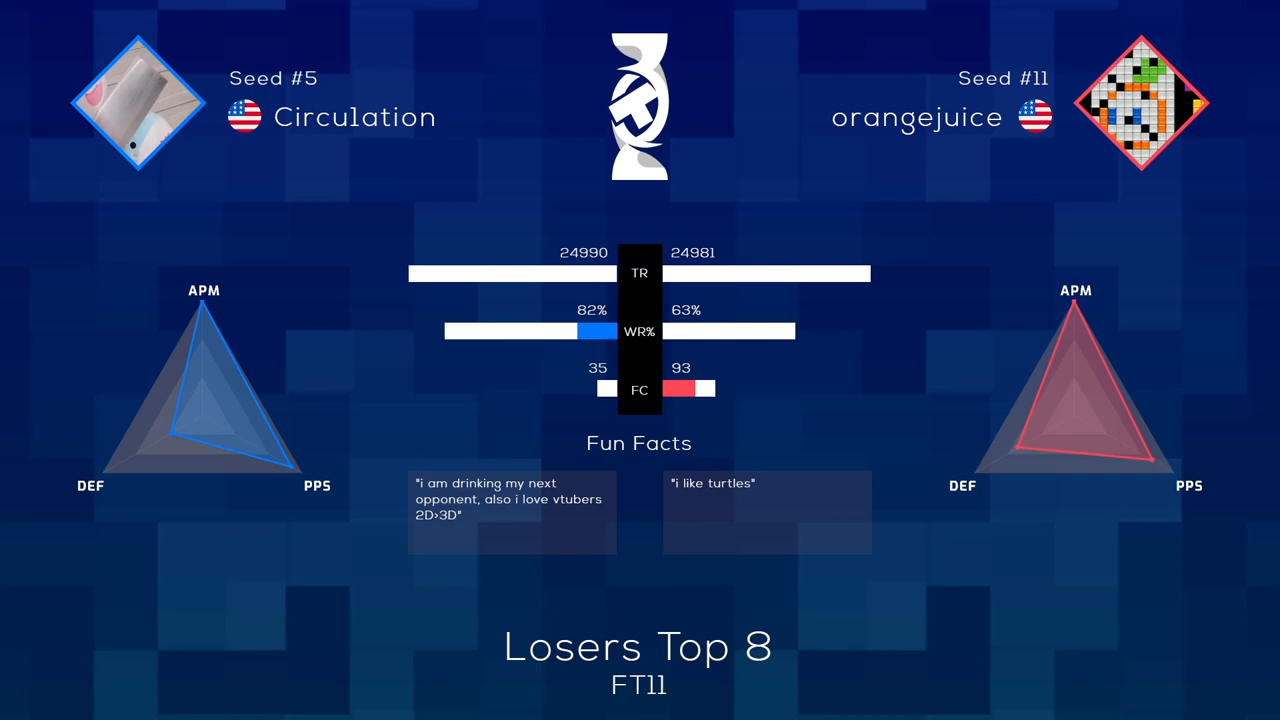 Seed #5
Circulation
Seed #11
orangejuice
24990
TR
24981
82%
WR%
63%
35
FC
93
APM
DEF
PPS
APM
DEF
PPS
Fun Facts
"i am drinking my next
opponent, also i love vtubers
2D>3D"
"i like turtles"
Losers Top 8
FT11